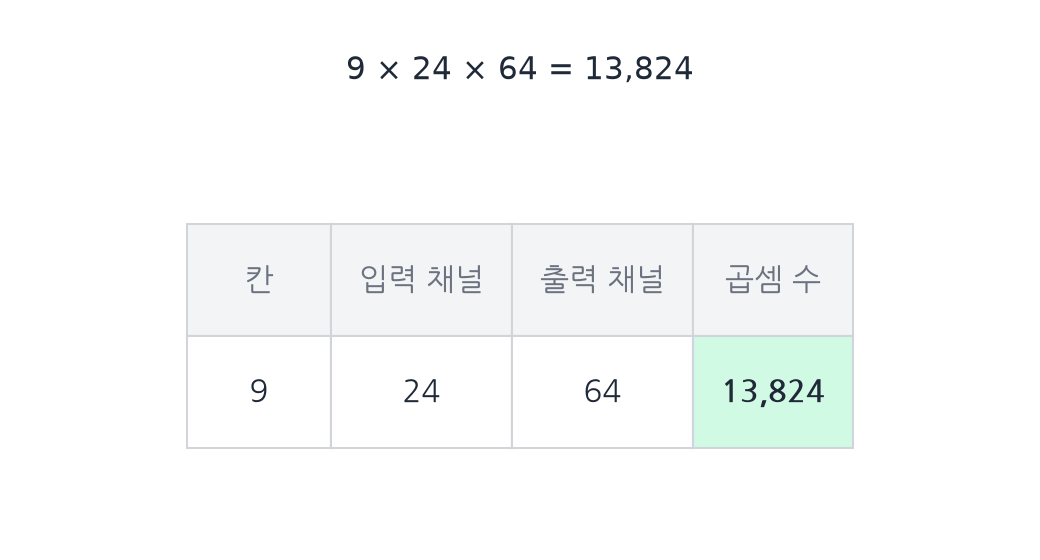 9 × 24 × 64 = 13,824
칸 입력 채널 출력 채널 곱셈 수
9 24 64 13,824